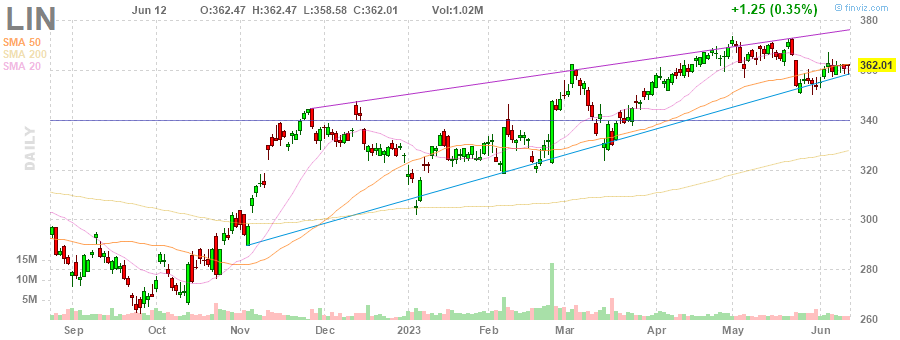 LIN Jun 12 O:362.47 H:362.47 L:358.58 C:362.01 Vol:1.02M +1.25 (0.35%) © finviz.com
SMA 50
SMA 200
SMA 20
DAILY
380
362.01
360
340
320
300
280
260
15M
10M
5M
Sep Oct Nov Dec 2023 Feb Mar Apr May Jun